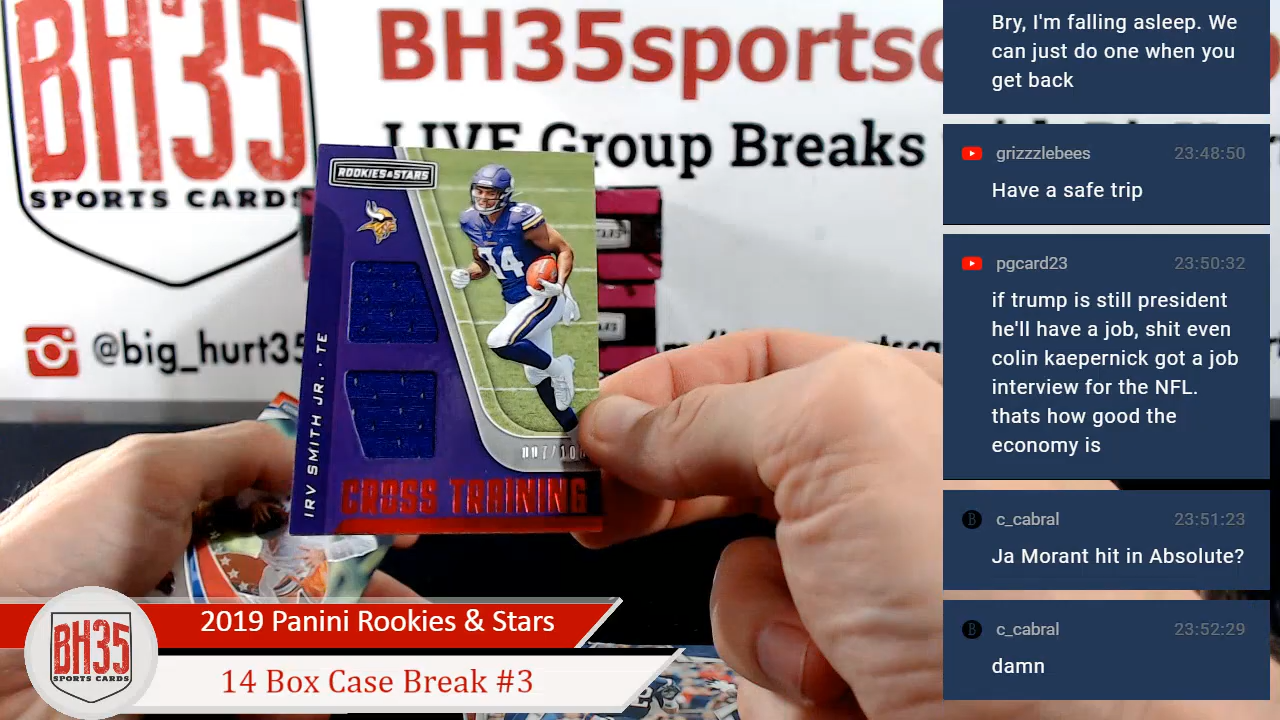 BH35
SPORTS CARDS
BH35sportsc
LIVE Group Breaks
@big_hurt35
ROOKIES & STARS
84
IRV SMITH JR. · TE
CROSS TRAINING
2019 Panini Rookies & Stars
14 Box Case Break #3
BH35
SPORTS CARDS
Bry, I'm falling asleep. We
can just do one when you
get back
grizzzlebees 23:48:50
Have a safe trip
pgcard23 23:50:32
if trump is still president
he'll have a job, shit even
colin kaepernick got a job
interview for the NFL.
thats how good the
economy is
c_cabral 23:51:23
Ja Morant hit in Absolute?
c_cabral 23:52:29
damn